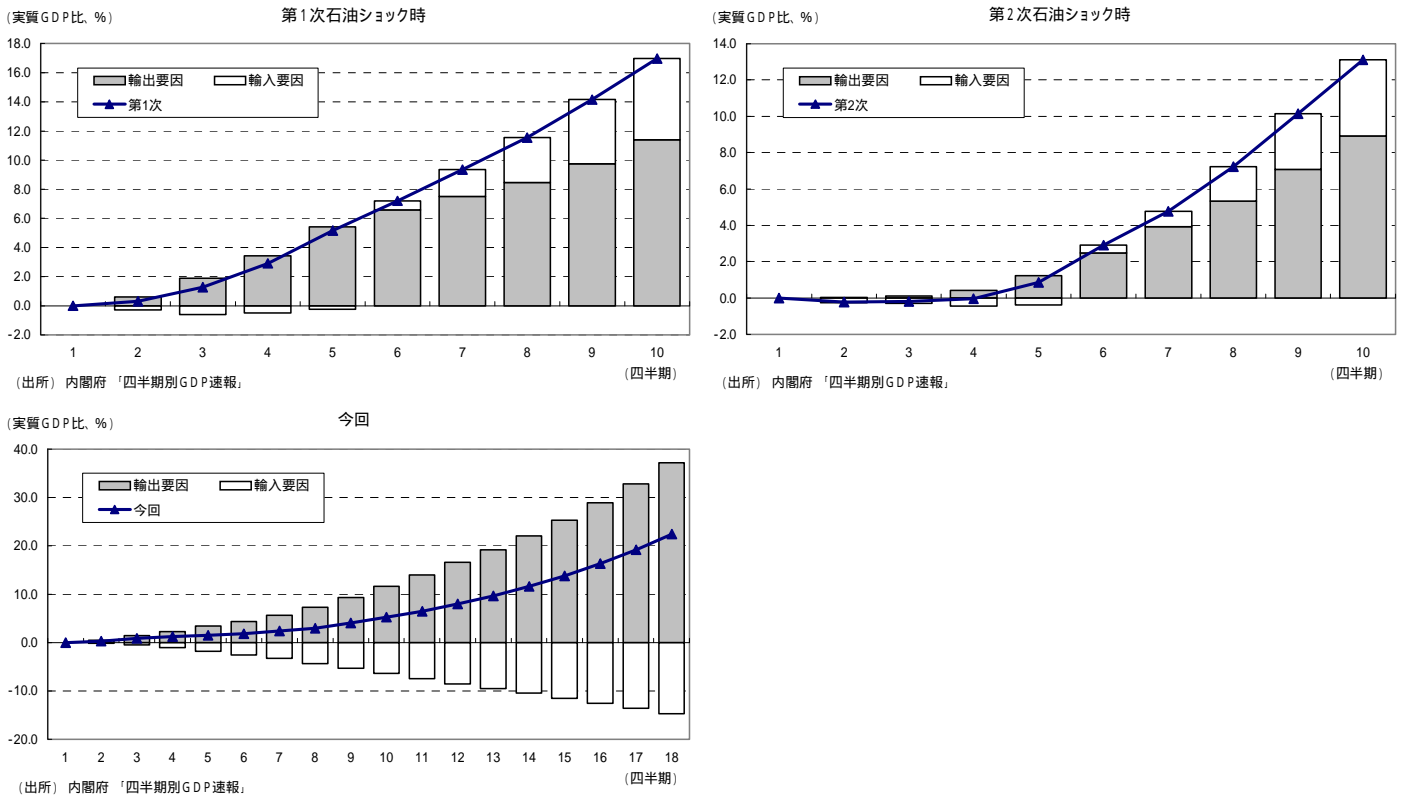 (実質GDP比、%)
第1次石油ショック時
18.0
16.0
14.0
12.0
10.0
8.0
6.0
4.0
2.0
0.0
-2.0
輸出要因 輸入要因
第1次
1 2 3 4 5 6 7 8 9 10
(四半期)
(出所) 内閣府 「四半期別GDP速報」
(実質GDP比、%)
第2次石油ショック時
14.0
12.0
10.0
8.0
6.0
4.0
2.0
0.0
-2.0
輸出要因 輸入要因
第2次
1 2 3 4 5 6 7 8 9 10
(四半期)
(出所) 内閣府 「四半期別GDP速報」
(実質GDP比、%)
今回
40.0
30.0
20.0
10.0
0.0
-10.0
-20.0
輸出要因 輸入要因
今回
1 2 3 4 5 6 7 8 9 10 11 12 13 14 15 16 17 18
(四半期)
(出所) 内閣府 「四半期別GDP速報」